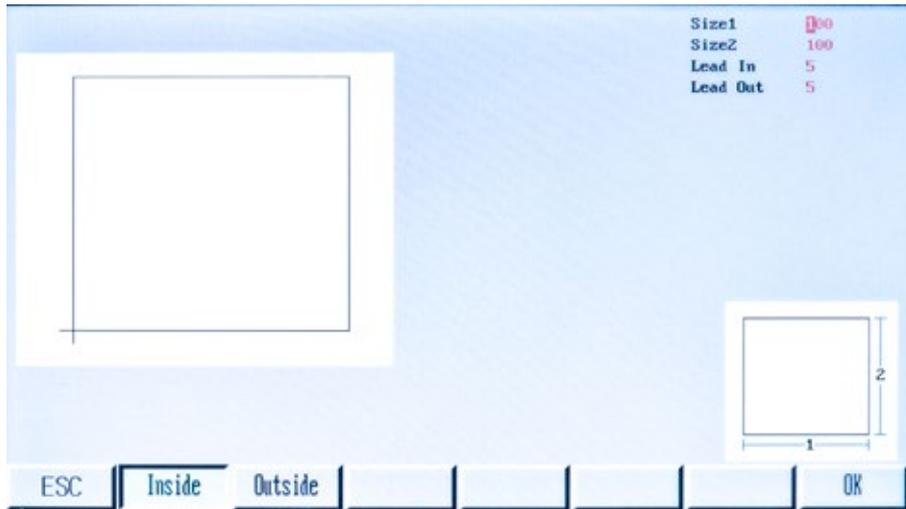 Size1 100
Size2 100
Lead In 5
Lead Out 5
2
1
ESC Inside Outside OK